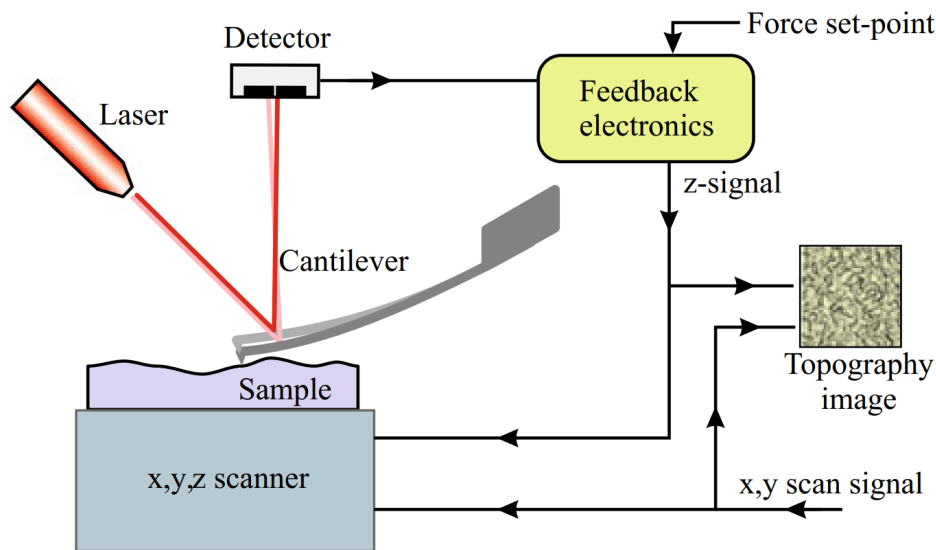 Force set-point
Detector
Feedback
electronics
Laser
z-signal
Cantilever
Topography
image
Sample
x,y,z scanner
x,y scan signal